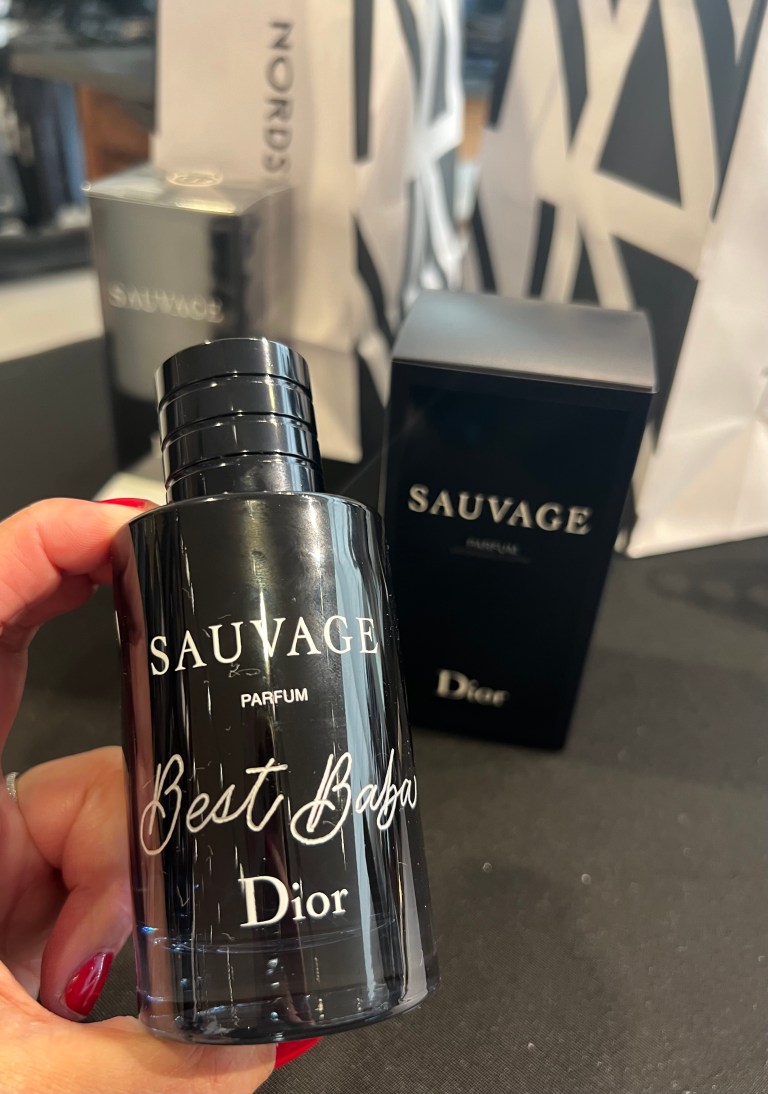 NORDS
SAUVAGE
SAUVAGE
PARFUM
Dior
SAUVAGE
PARFUM
Best Baba
Dior